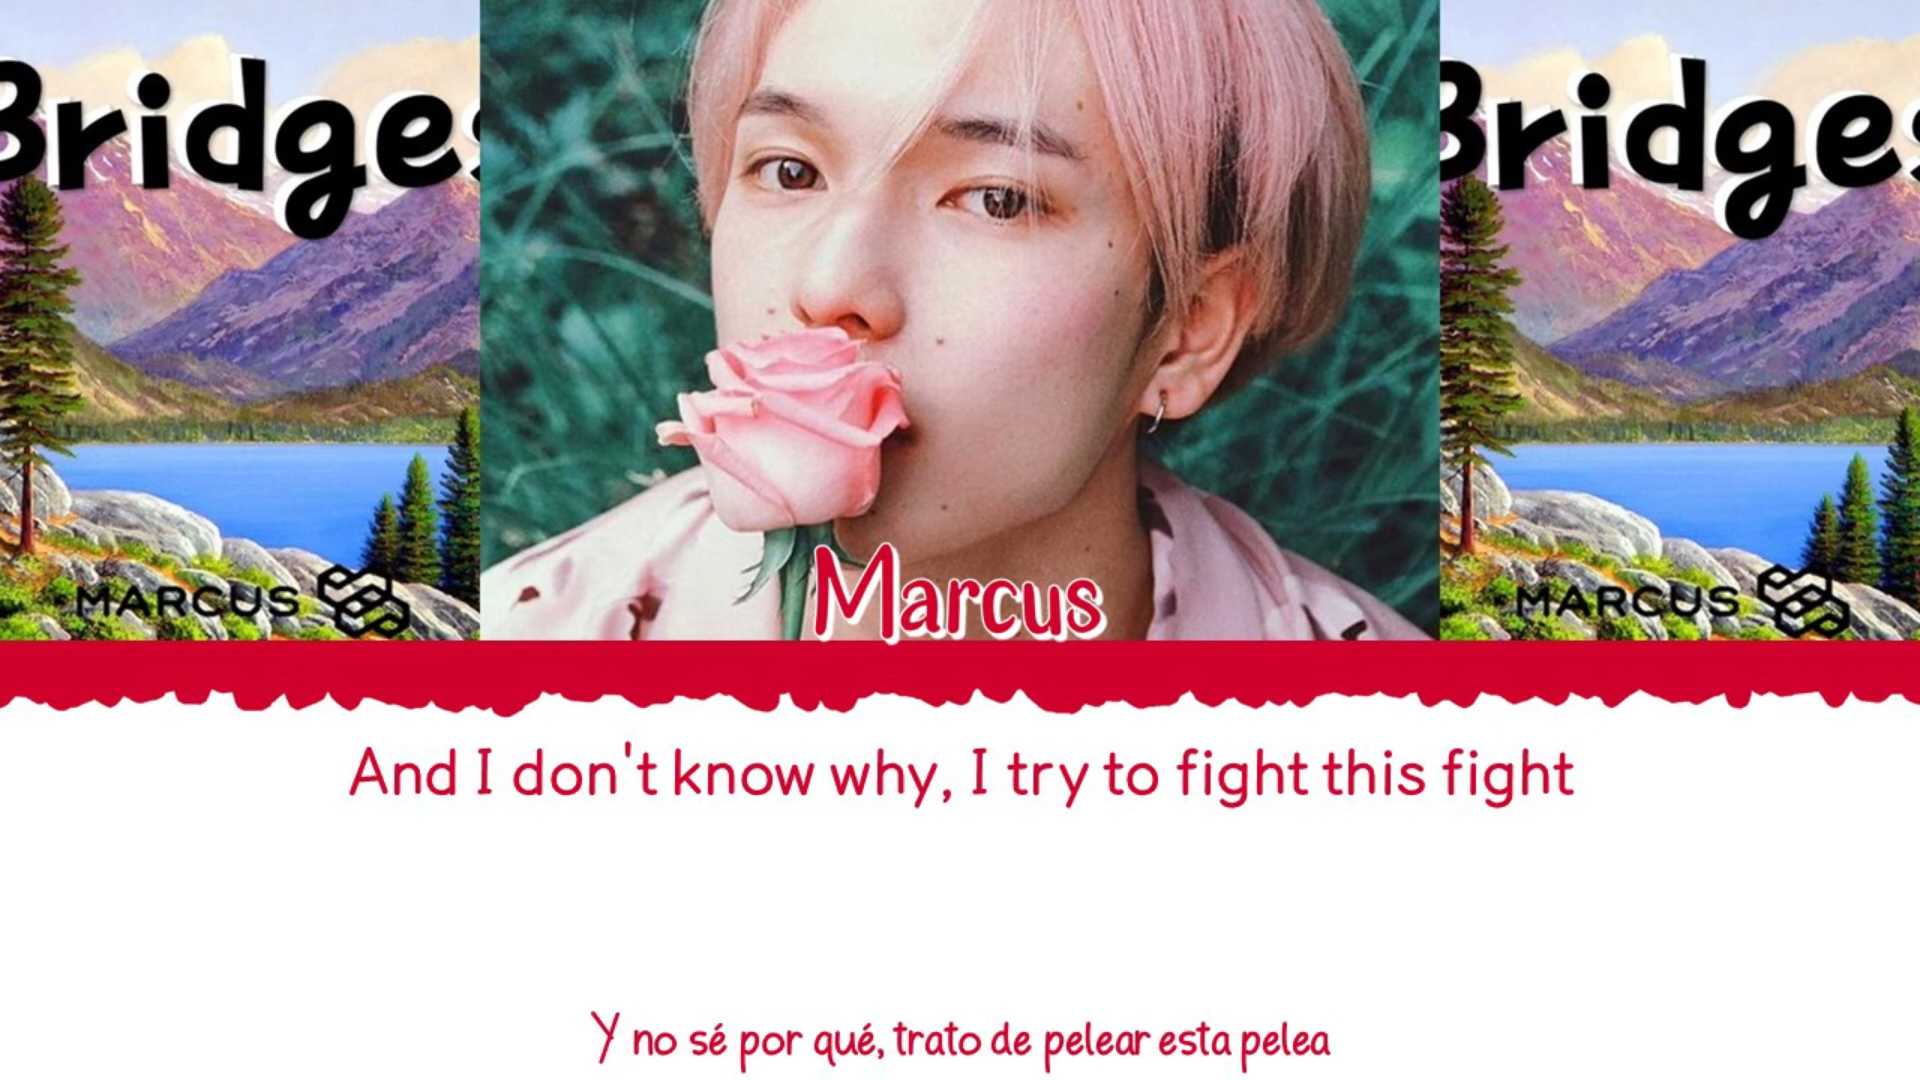 Bridges
Bridges
MARCUS
Marcus
MARCUS
And I don't know why, I try to fight this fight
Y no sé por qué, trato de pelear esta pelea